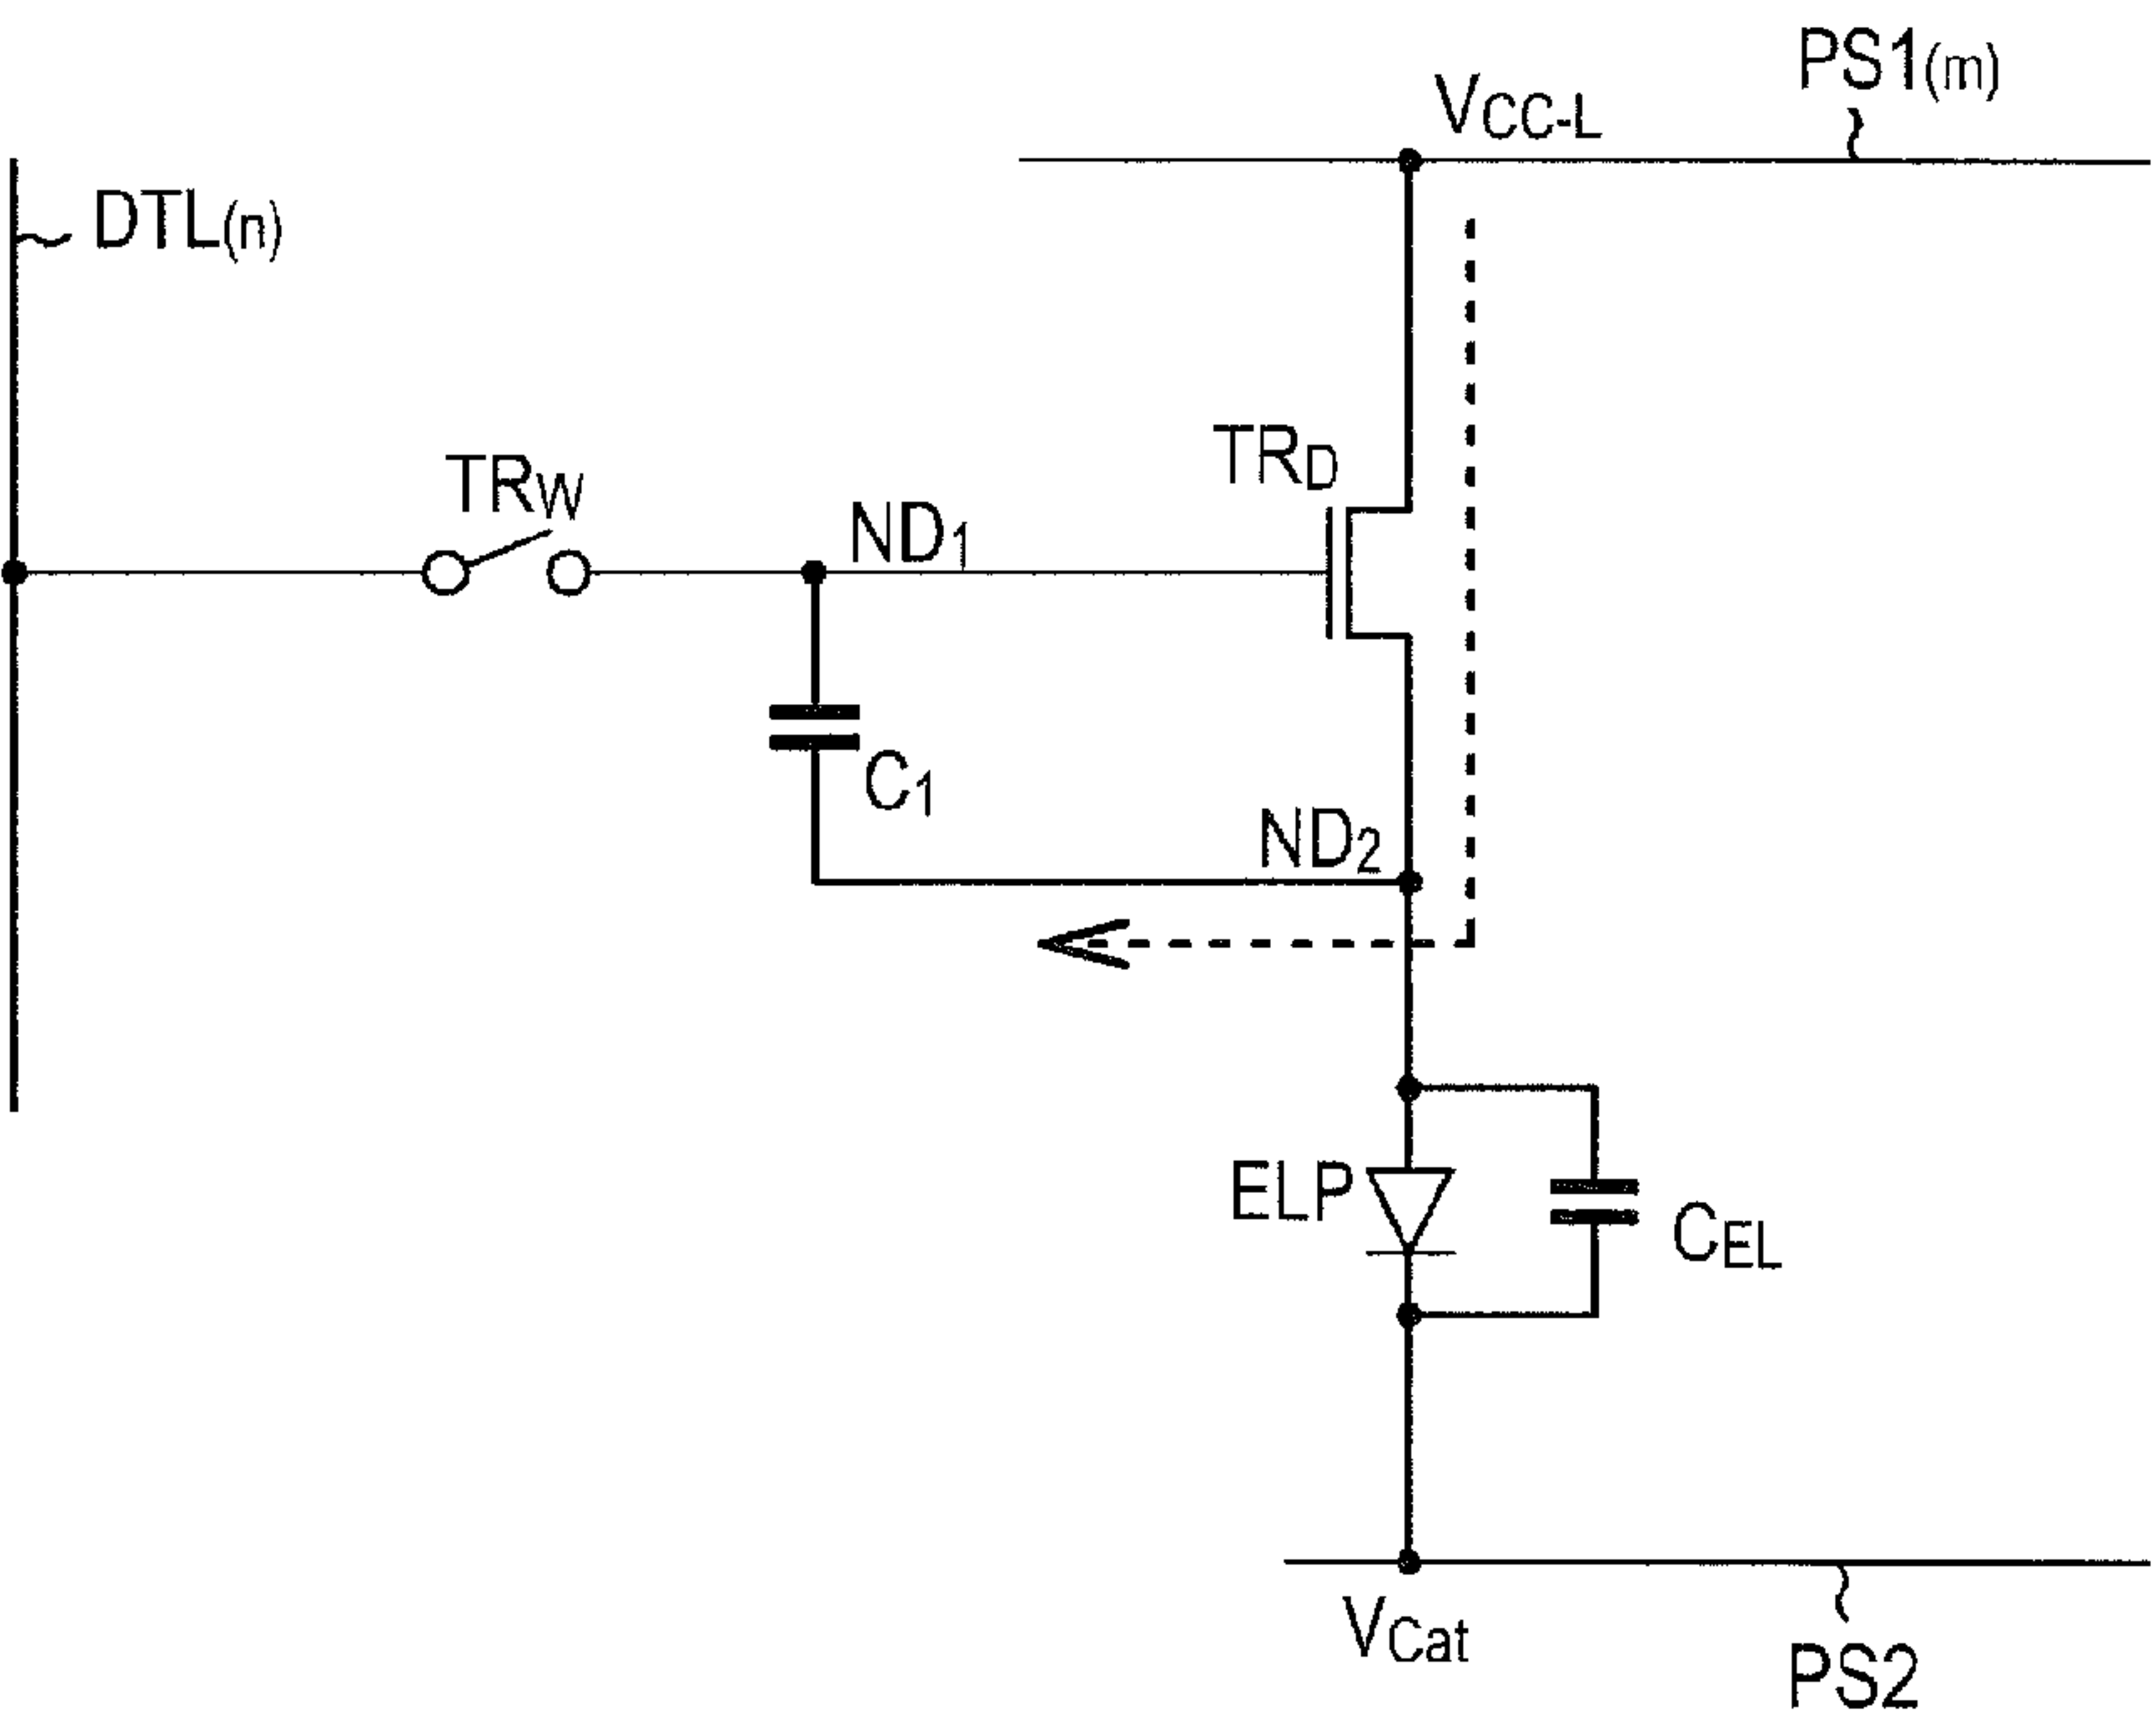 PS1(m)
VCC-L
DTL(n)
TRD
TRW
ND1
C1
ND2
ELP
CEL
VCat
PS2